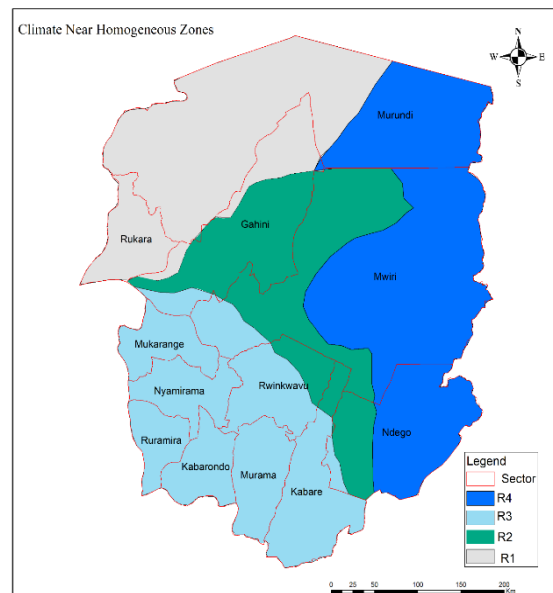 Climate Near Homogeneous Zones
N
W E
S
Murundi
Gahini
Rukara
Mwiri
Mukarange
Nyamirama
Rwinkwavu
Ruramira
Kabarondo
Murama
Kabare
Ndego
Legend
Sector
R4
R3
R2
R1
0 25 50 100 150 200
Km